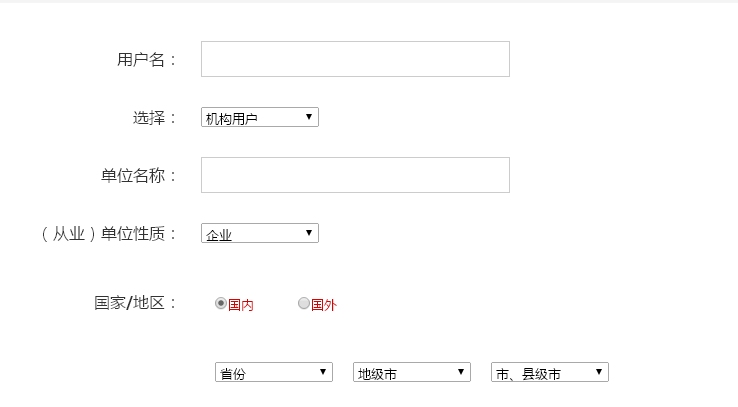 用户名：
选择： 机构用户
单位名称：
（从业）单位性质： 企业
国家/地区： 国内 国外
省份 地级市 市、县级市